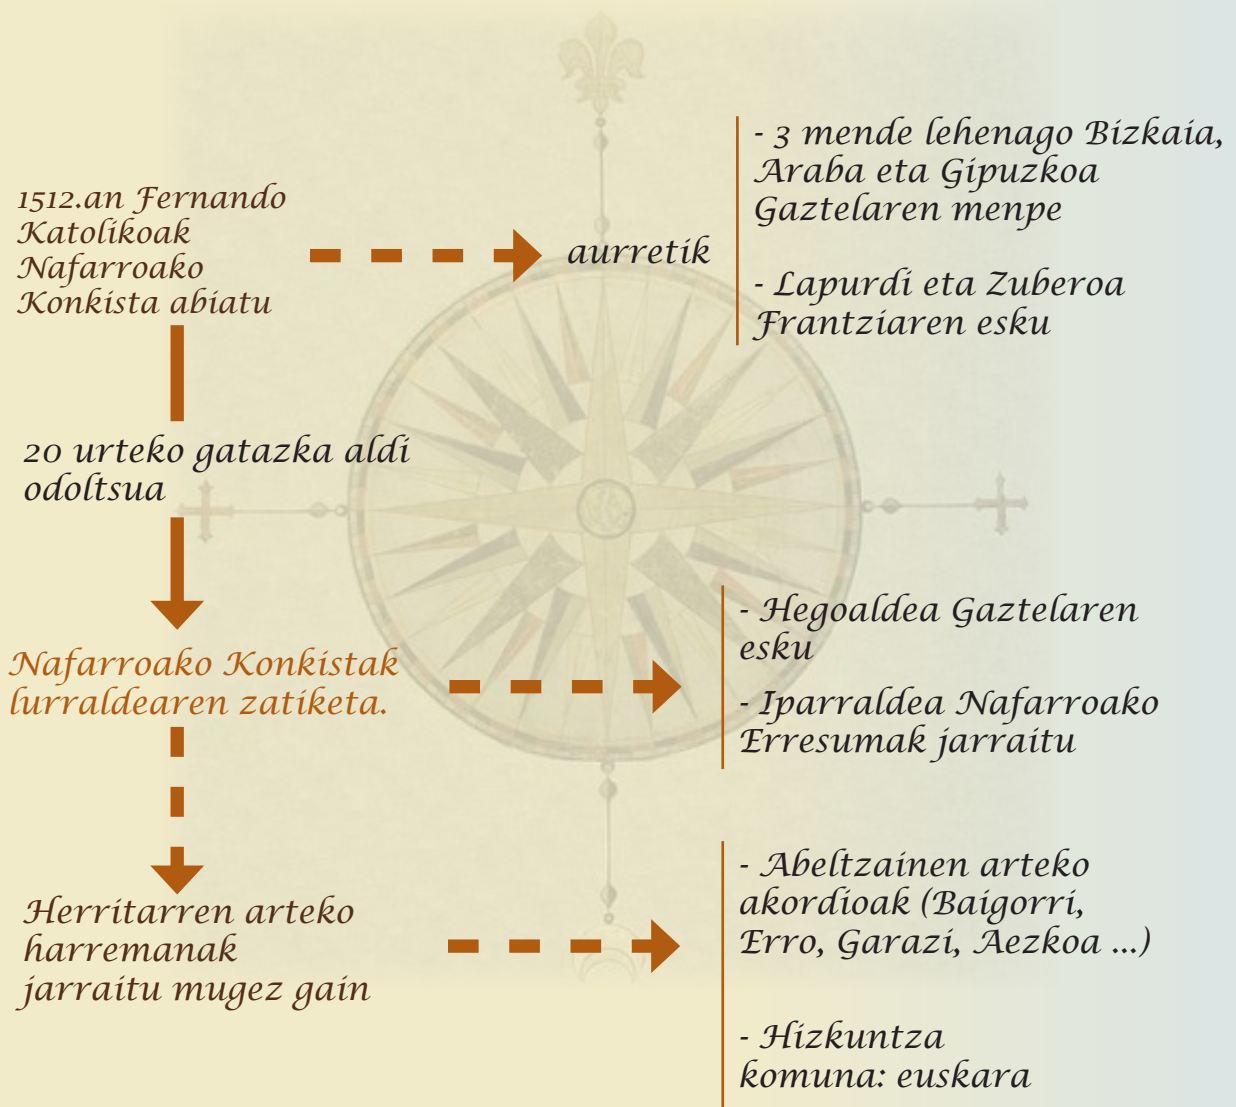 1512.an Fernando
Katolikoak
Nafarroako
Konkista abiatu
aurretik
- 3 mende lehenago Bizkaia,
Araba eta Gipuzkoa
Gaztelaren menpe
- Lapurdi eta Zuberoa
Frantziaren esku
20 urteko gatazka aldi
odoltsua
Nafarroako Konkistak
lurraldearen zatiketa.
- Hegoaldea Gaztelaren
esku
- Iparraldea Nafarroako
Erresumak jarraitu
Herritarren arteko
harremanak
jarraitu mugez gain
- Abeltzainen arteko
akordioak (Baigorri,
Erro, Garazi, Aezkoa ...)
- Hizkuntza
komuna: euskara